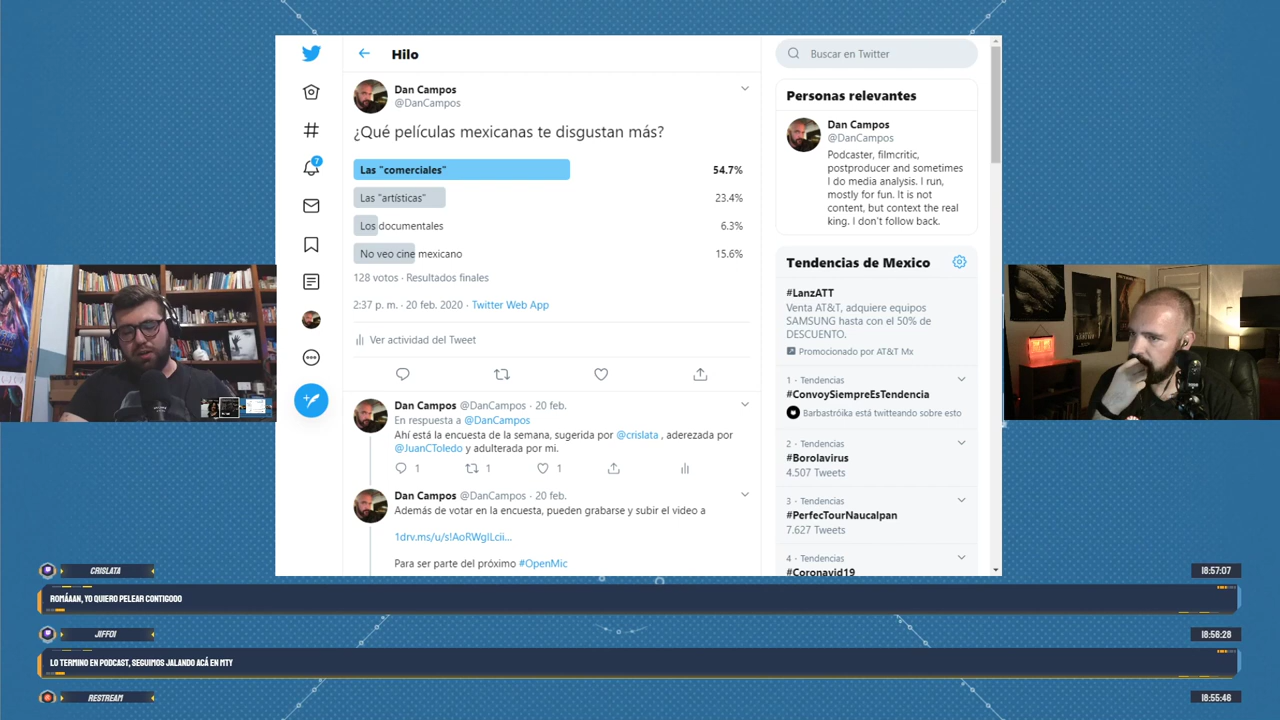 Hilo
Dan Campos
@DanCampos
¿Qué películas mexicanas te disgustan más?
Las "comerciales"
54.7%
Las "artísticas"
23.4%
Los documentales
6.3%
No veo cine mexicano
15.6%
128 votos · Resultados finales
2:37 p. m. · 20 feb. 2020 · Twitter Web App
Ver actividad del Tweet
Dan Campos @DanCampos · 20 feb.
En respuesta a @DanCampos
Ahí está la encuesta de la semana, sugerida por @crislata , aderezada por
@JuanCToledo y adulterada por mi.
1
1
1
Dan Campos @DanCampos · 20 feb.
Además de votar en la encuesta, pueden grabarse y subir el video a
1drv.ms/u/s!AoRWgILcii...
Para ser parte del próximo #OpenMic
7
Buscar en Twitter
Personas relevantes
Dan Campos
@DanCampos
Podcaster, filmcritic,
postproducer and sometimes
I do media analysis. I run,
mostly for fun. It is not
content, but context the real
king. I don't follow back.
Tendencias de Mexico
#LanzATT
Venta AT&T, adquiere equipos
SAMSUNG hasta con el 50% de
DESCUENTO.
Promocionado por AT&T Mx
1 · Tendencias
#ConvoySiempreEsTendencia
Barbastróika está twitteando sobre esto
2 · Tendencias
#Borolavirus
4.507 Tweets
3 · Tendencias
#PerfecTourNaucalpan
7.627 Tweets
4 · Tendencias
#Coronavid19
CRISLATA
18:57:07
ROMÁAAN, YO QUIERO PELEAR CONTIGOOO
JIFFOI
18:56:28
LO TERMINO EN PODCAST, SEGUIMOS JALANDO ACÁ EN MTY
RESTREAM
18:55:46